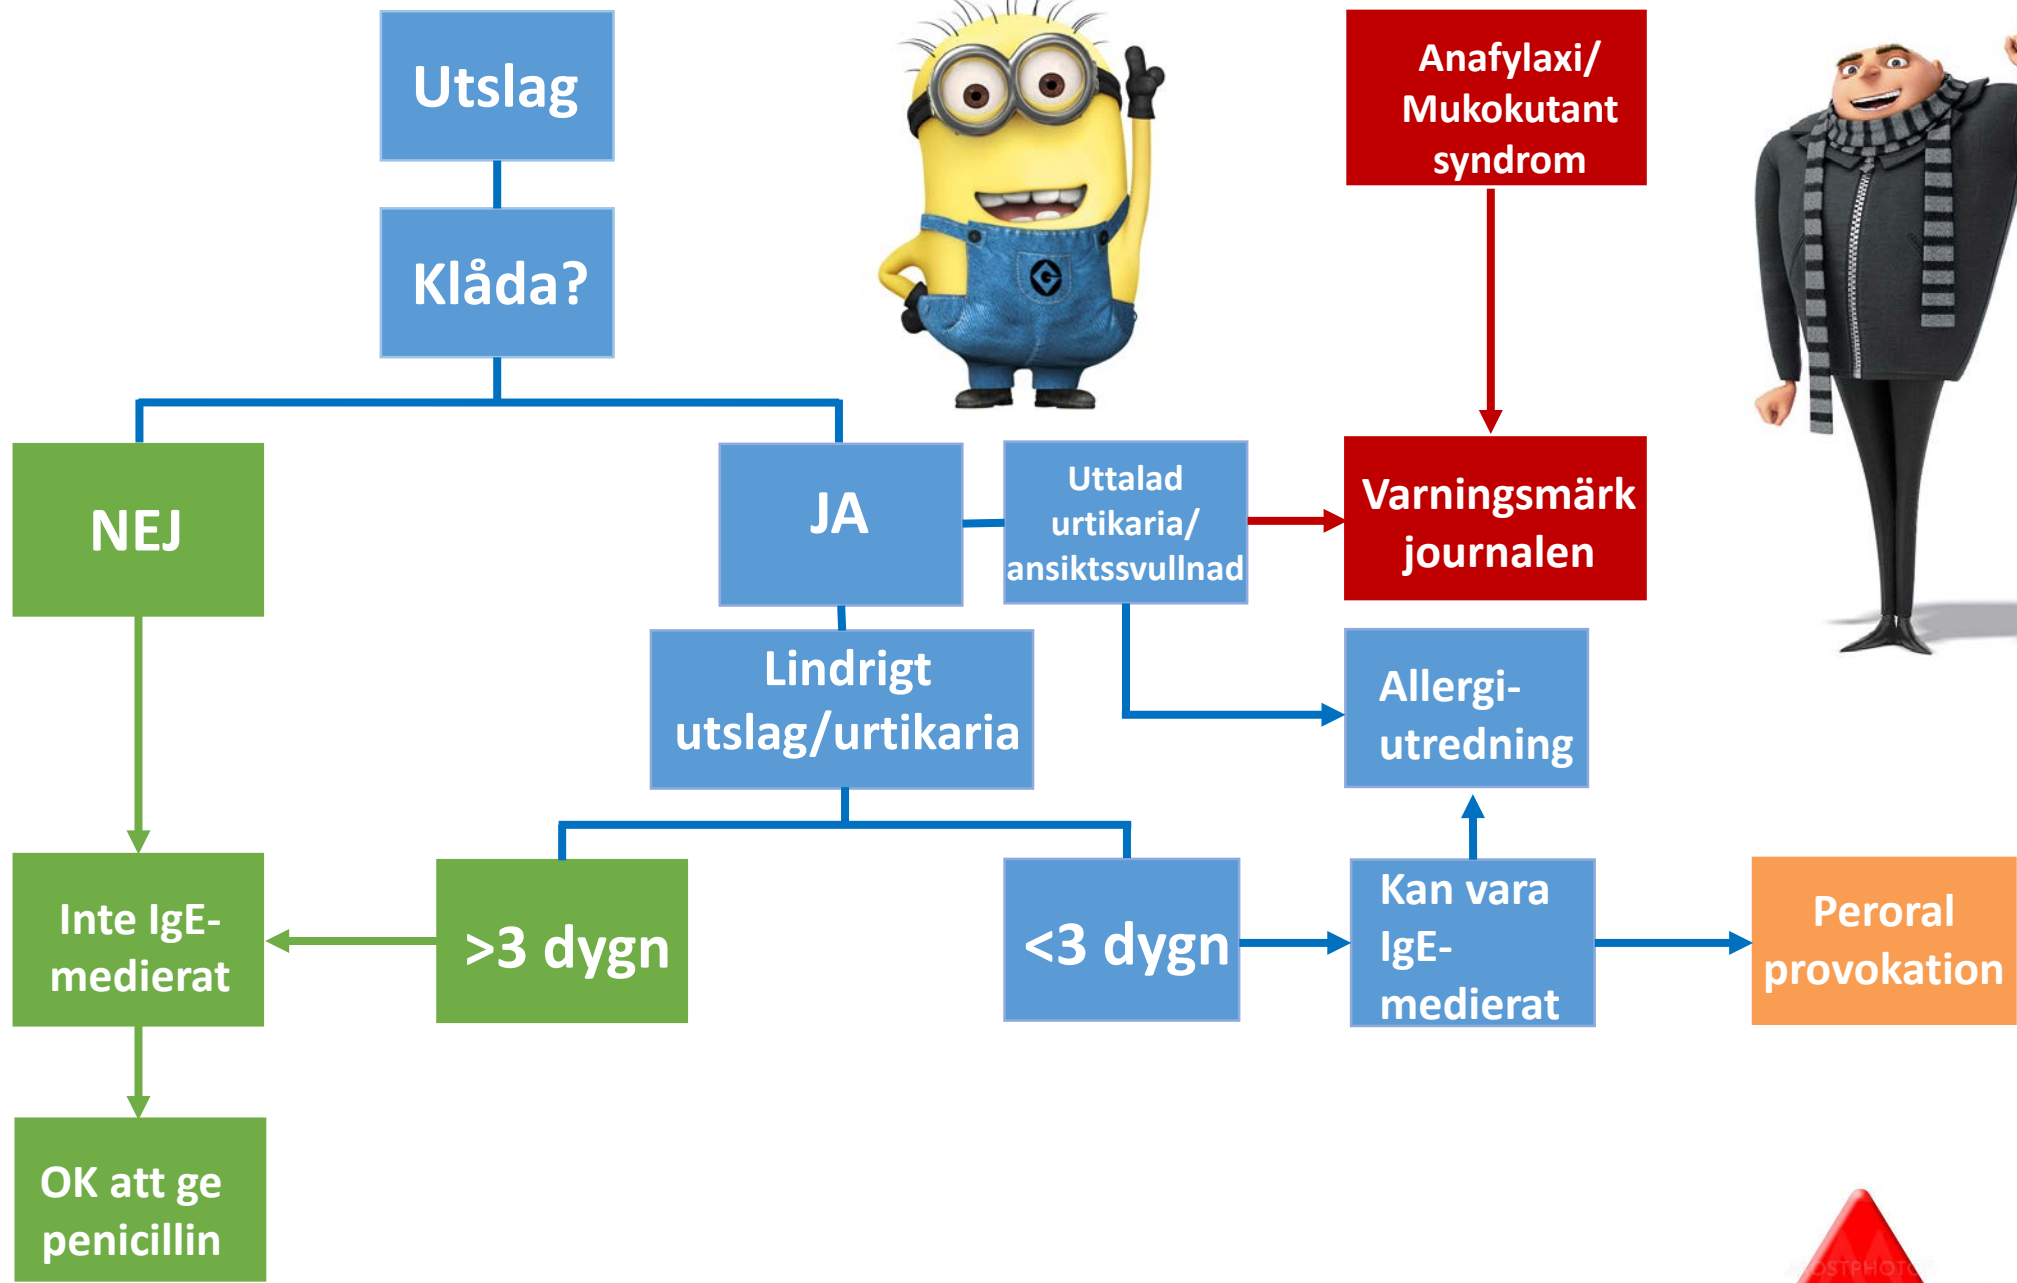 Utslag
Anafylaxi/
Mukokutant
syndrom
Klåda?
NEJ
JA
Uttalad
urtikaria/
ansiktssvullnad
Varningsmärk
journalen
Lindrigt
utslag/urtikaria
Allergi-
utredning
Inte IgE-
medierat
>3 dygn
<3 dygn
Kan vara
IgE-
medierat
Peroral
provokation
OK att ge
penicillin